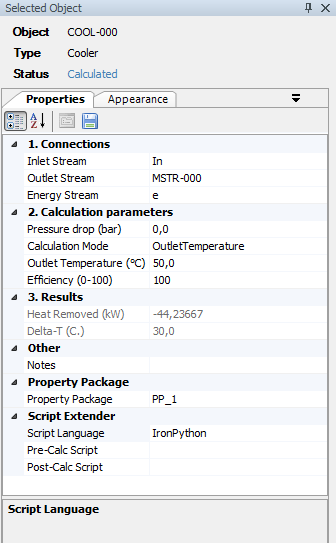 Selected Object
Object COOL-000
Type Cooler
Status Calculated
Properties Appearance
1. Connections
Inlet Stream In
Outlet Stream MSTR-000
Energy Stream e
2. Calculation parameters
Pressure drop (bar) 0,0
Calculation Mode OutletTemperature
Outlet Temperature (°C) 50,0
Efficiency (0-100) 100
3. Results
Heat Removed (kW) -44,23667
Delta-T (C.) 30,0
Other
Notes
Property Package
Property Package PP_1
Script Extender
Script Language IronPython
Pre-Calc Script
Post-Calc Script
Script Language